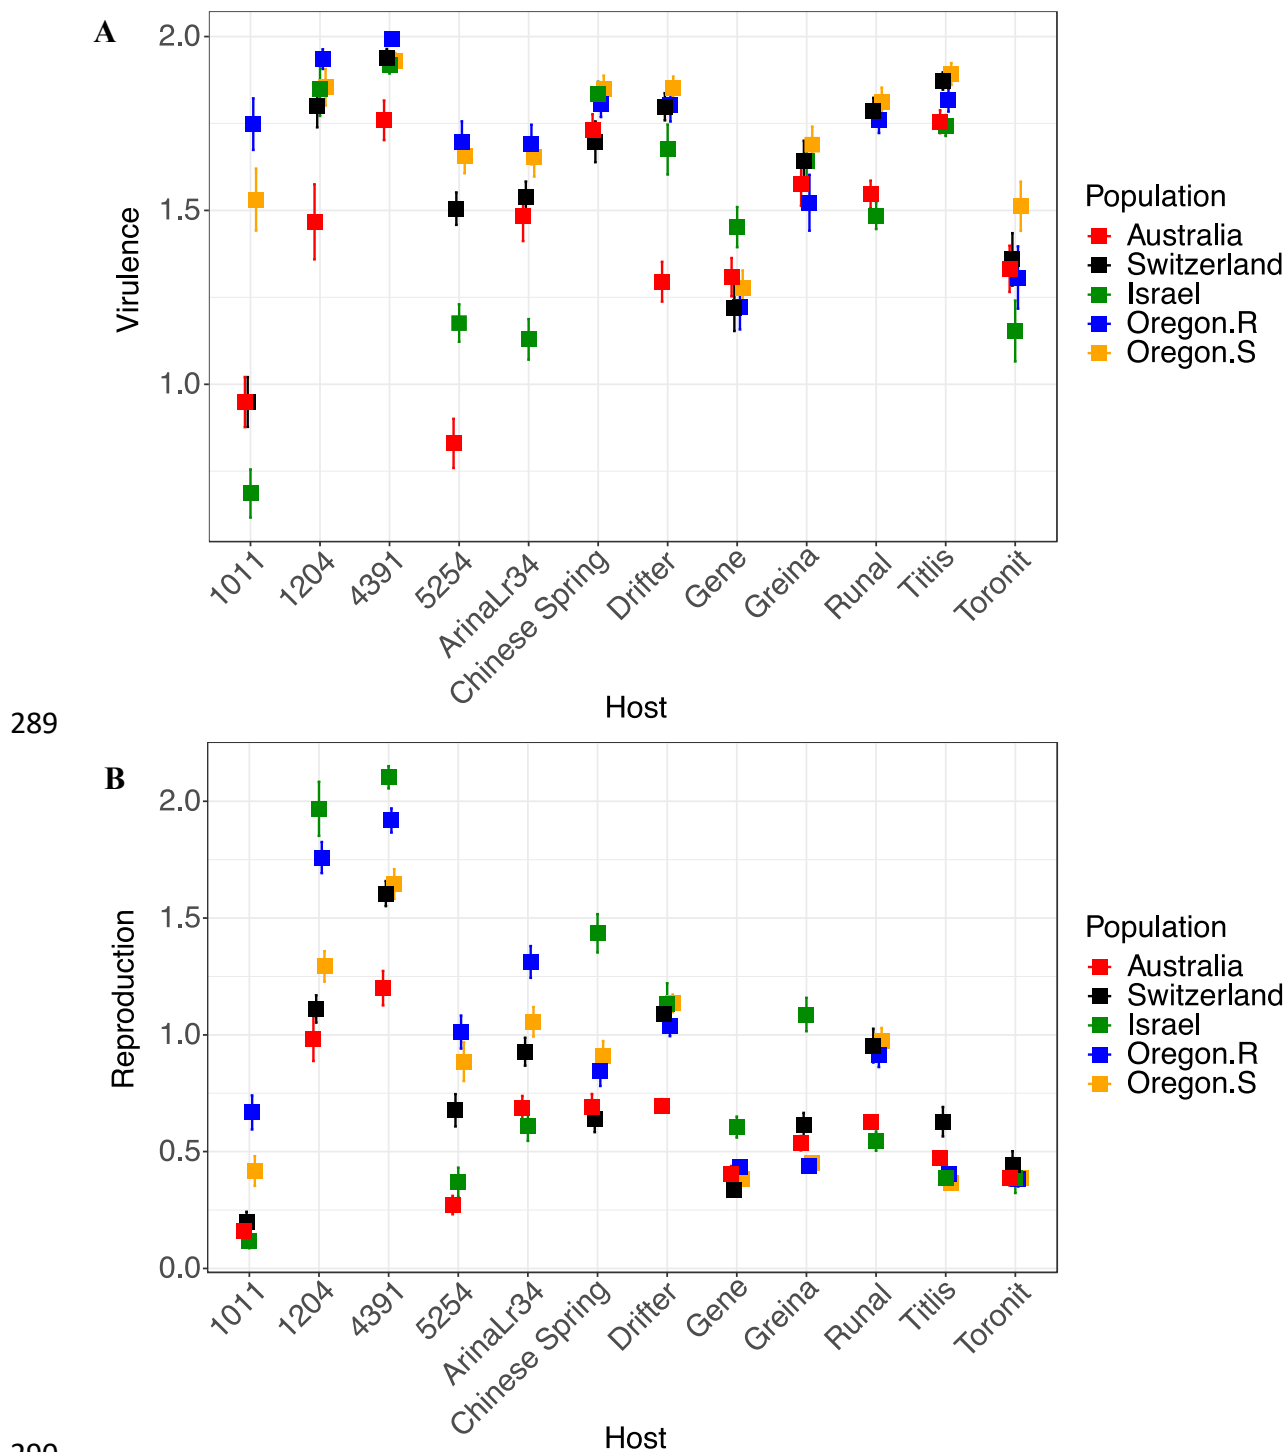 A
2.0
1.5
1.0
Virulence
1011
1204
4391
5254
ArinaLr34
Chinese Spring
Drifter
Gene
Greina
Runal
Titlis
Toronit
Host
Population
Australia
Switzerland
Israel
Oregon.R
Oregon.S
289
B
2.0
1.5
1.0
0.5
0.0
Reproduction
1011
1204
4391
5254
ArinaLr34
Chinese Spring
Drifter
Gene
Greina
Runal
Titlis
Toronit
Host
Population
Australia
Switzerland
Israel
Oregon.R
Oregon.S